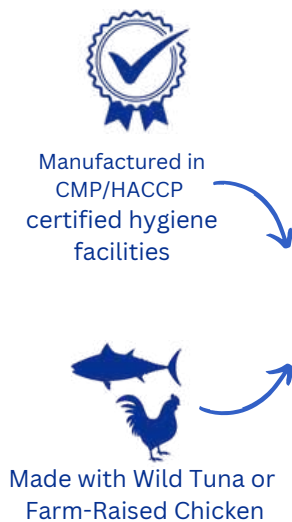 Manufactured in
CMP/HACCP
certified hygiene
facilities
Made with Wild Tuna or
Farm-Raised Chicken